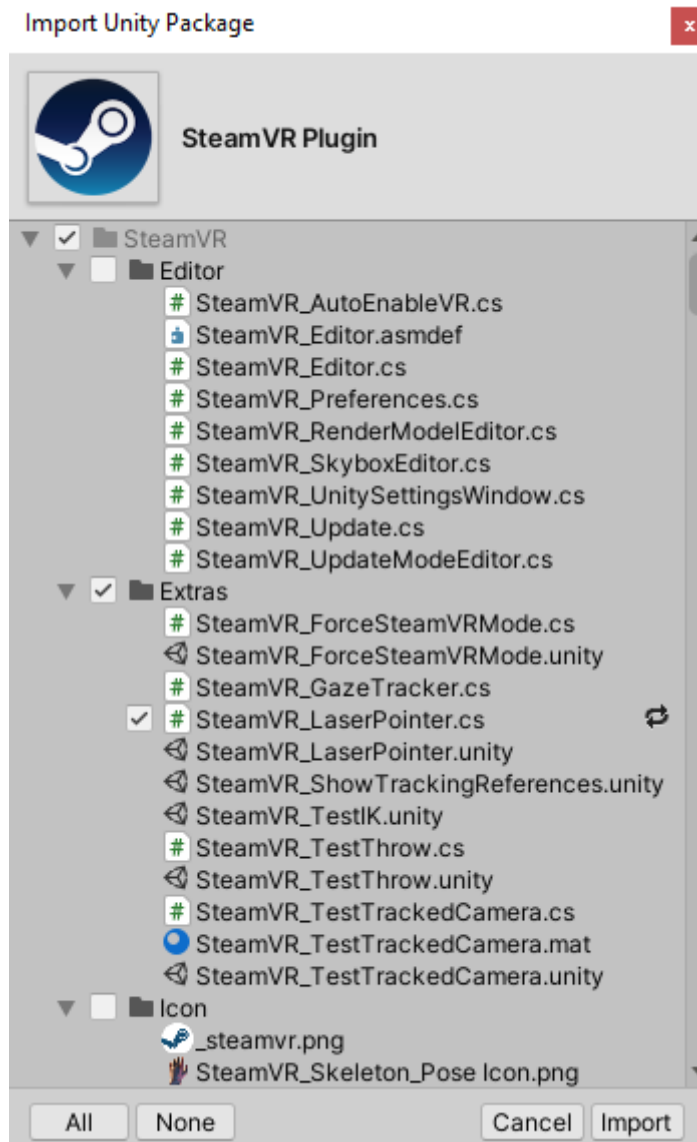 Import Unity Package
x
SteamVR Plugin
SteamVR
Editor
SteamVR_AutoEnableVR.cs
SteamVR_Editor.asmdef
SteamVR_Editor.cs
SteamVR_Preferences.cs
SteamVR_RenderModelEditor.cs
SteamVR_SkyboxEditor.cs
SteamVR_UnitySettingsWindow.cs
SteamVR_Update.cs
SteamVR_UpdateModeEditor.cs
Extras
SteamVR_ForceSteamVRMode.cs
SteamVR_ForceSteamVRMode.unity
SteamVR_GazeTracker.cs
SteamVR_LaserPointer.cs
SteamVR_LaserPointer.unity
SteamVR_ShowTrackingReferences.unity
SteamVR_TestIK.unity
SteamVR_TestThrow.cs
SteamVR_TestThrow.unity
SteamVR_TestTrackedCamera.cs
SteamVR_TestTrackedCamera.mat
SteamVR_TestTrackedCamera.unity
Icon
_steamvr.png
SteamVR_Skeleton_Pose Icon.png
All None Cancel Import